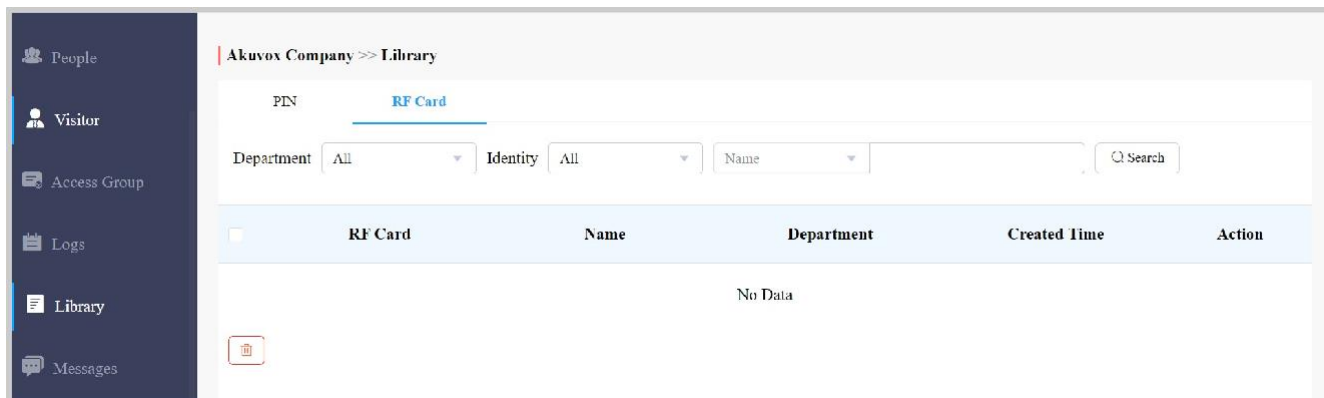 People
Visitor
Access Group
Logs
Library
Messages
Akuvox Company >> Library
PIN RF Card
Department All Identity All Name Search
RF Card Name Department Created Time Action
No Data